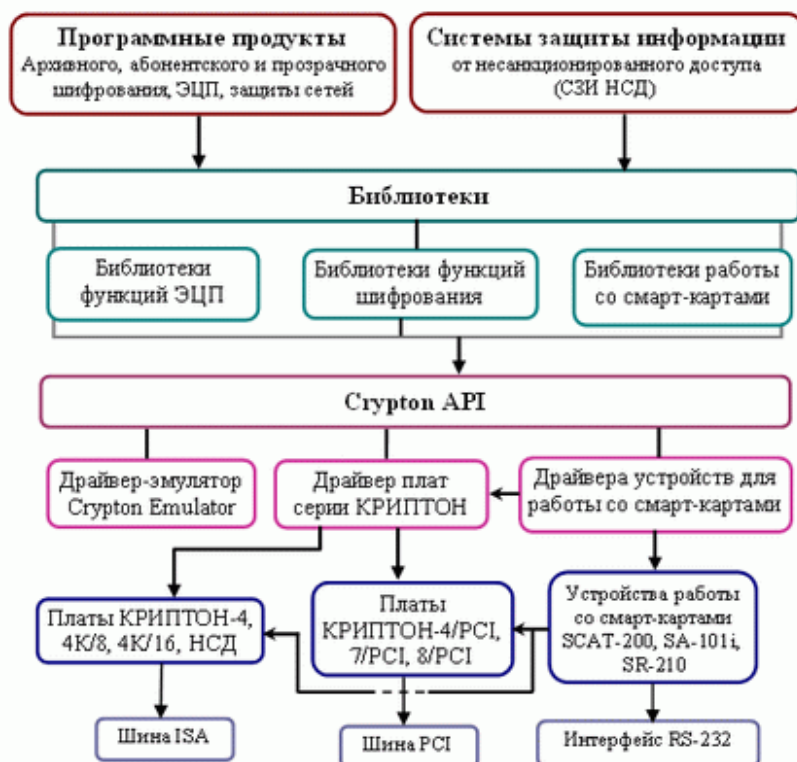 Программные продукты
Архивного, абонентского и прозрачного
шифрования, ЭЦП, защиты сетей
Системы защиты информации
от несанкционированного доступа
(СЗИ НСД)
Библиотеки
Библиотеки
функций ЭЦП
Библиотеки функций
шифрования
Библиотеки работы
со смарт-картами
Crypton API
Драйвер-эмулятор
Crypton Emulator
Драйвер плат
серии КРИПТОН
Драйвера устройств для
работы со смарт-картами
Платы КРИПТОН-4,
4К/8, 4К/16, НСД
Платы
КРИПТОН-4/PCI,
7/PCI, 8/PCI
Устройства работы
со смарт-картами
SCAT-200, SA-101i,
SR-210
Шина ISA
Шина PCI
Интерфейс RS-232